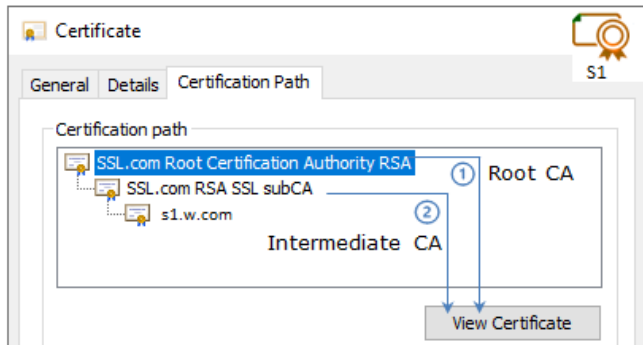 Certificate
S1
General Details Certification Path
Certification path
SSL.com Root Certification Authority RSA
1 Root CA
SSL.com RSA SSL subCA
2
s1.w.com
Intermediate CA
View Certificate